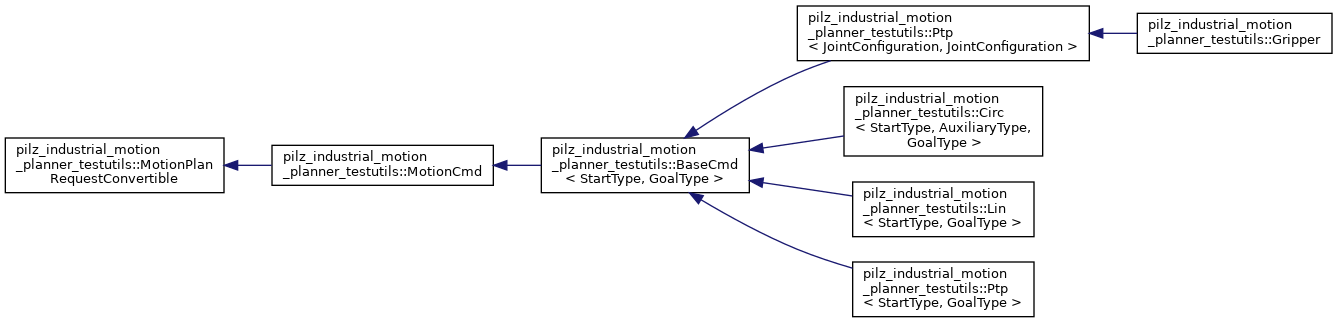 pilz_industrial_motion
_planner_testutils::MotionPlan
RequestConvertible
pilz_industrial_motion
_planner_testutils::MotionCmd
pilz_industrial_motion
_planner_testutils::BaseCmd
< StartType, GoalType >
pilz_industrial_motion
_planner_testutils::Ptp
< JointConfiguration, JointConfiguration >
pilz_industrial_motion
_planner_testutils::Gripper
pilz_industrial_motion
_planner_testutils::Circ
< StartType, AuxiliaryType,
GoalType >
pilz_industrial_motion
_planner_testutils::Lin
< StartType, GoalType >
pilz_industrial_motion
_planner_testutils::Ptp
< StartType, GoalType >